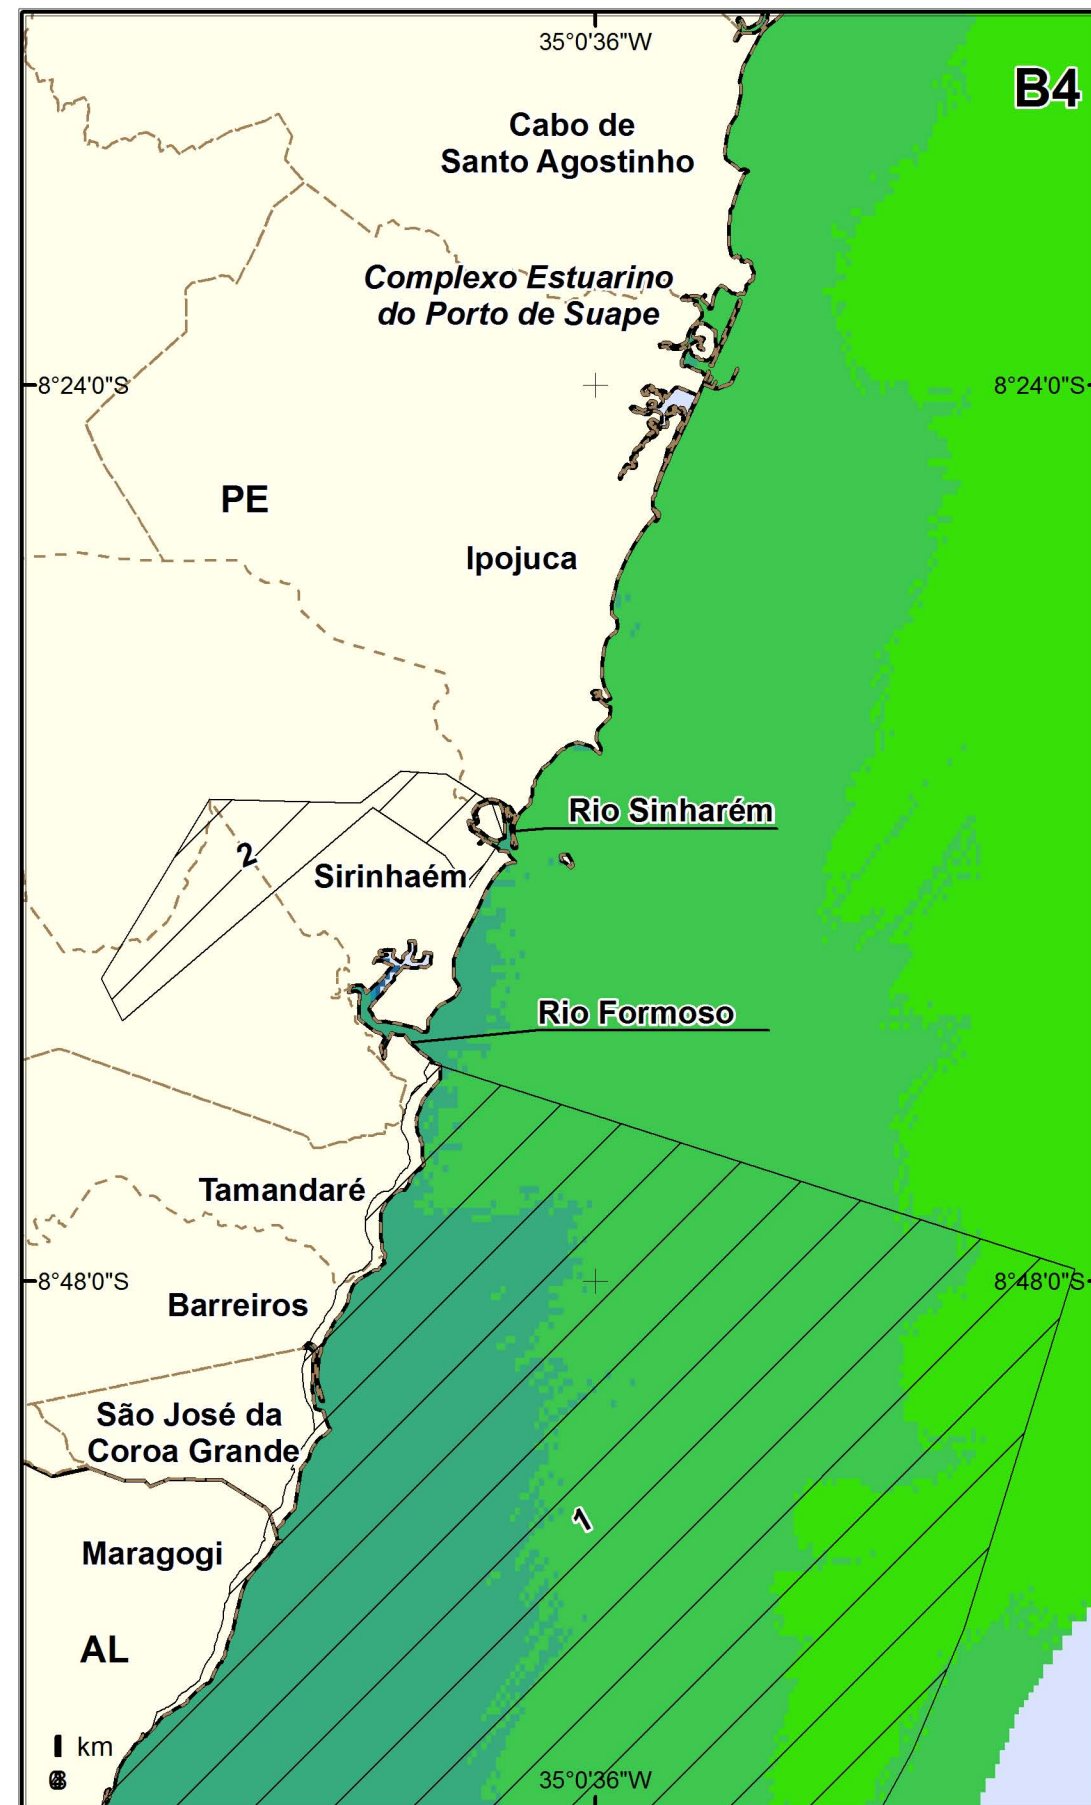 35°0'36"W
B4
Cabo de
Santo Agostinho
Complexo Estuarino
do Porto de Suape
8°24'0"S
8°24'0"S
PE
Ipojuca
Rio Sinharém
2
Sirinhaém
Rio Formoso
Tamandaré
8°48'0"S
8°48'0"S
Barreiros
São José da
Coroa Grande
1
Maragogi
AL
km
35°0'36"W